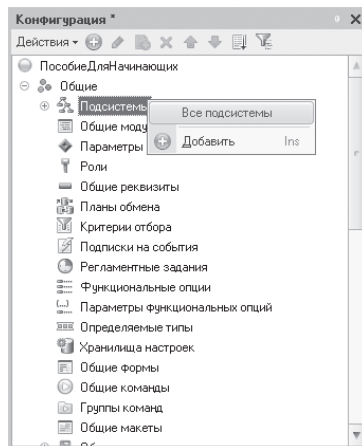 Конфигурация *
Действия
ПособиеДляНачинающих
Общие
Подсистемы
Все подсистемы
Общие моду
Добавить Ins
Параметры
Роли
Общие реквизиты
Планы обмена
Критерии отбора
Подписки на события
Регламентные задания
Функциональные опции
Параметры функциональных опций
Определяемые типы
Хранилища настроек
Общие формы
Общие команды
Группы команд
Общие макеты